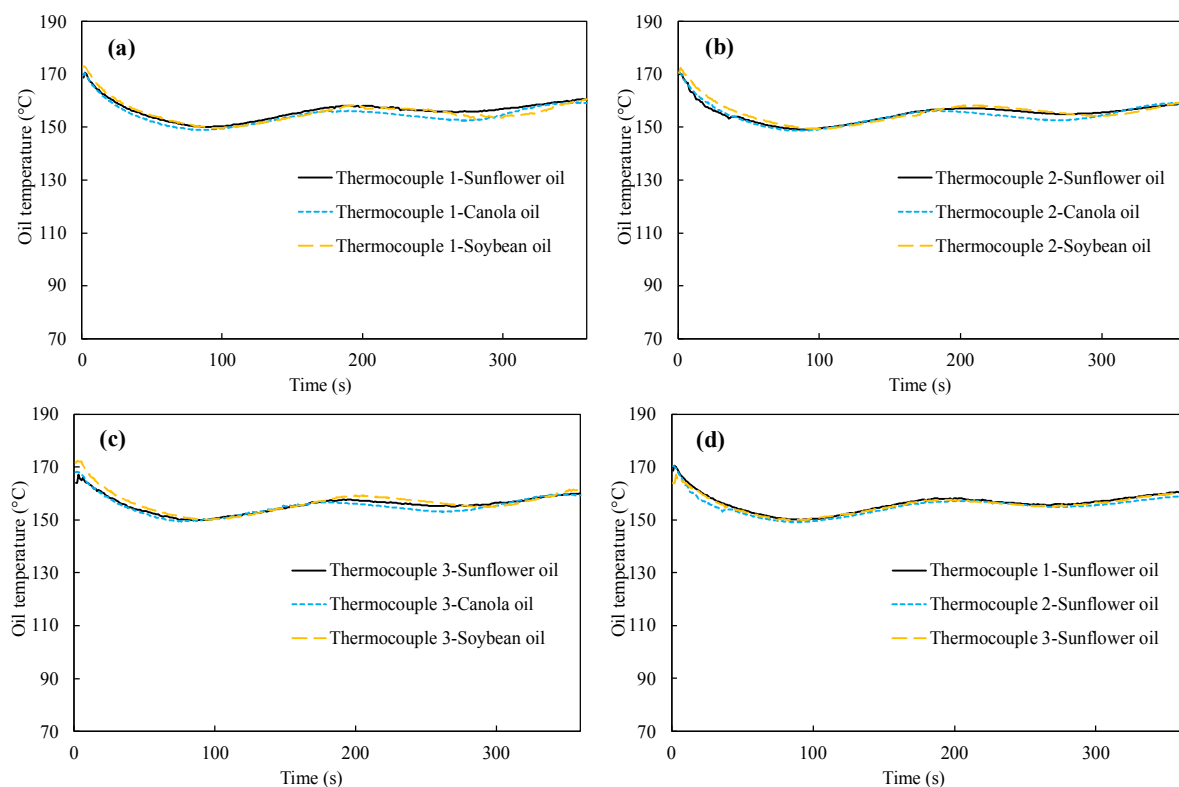 (a)
190
170
150
130
110
90
70
Oil temperature (°C)
Thermocouple 1-Sunflower oil
Thermocouple 1-Canola oil
Thermocouple 1-Soybean oil
0
100
200
300
Time (s)
(b)
190
170
150
130
110
90
70
Oil temperature (°C)
Thermocouple 2-Sunflower oil
Thermocouple 2-Canola oil
Thermocouple 2-Soybean oil
0
100
200
300
Time (s)
(c)
190
170
150
130
110
90
70
Oil temperature (°C)
Thermocouple 3-Sunflower oil
Thermocouple 3-Canola oil
Thermocouple 3-Soybean oil
0
100
200
300
Time (s)
(d)
190
170
150
130
110
90
70
Oil temperature (°C)
Thermocouple 1-Sunflower oil
Thermocouple 2-Sunflower oil
Thermocouple 3-Sunflower oil
0
100
200
300
Time (s)